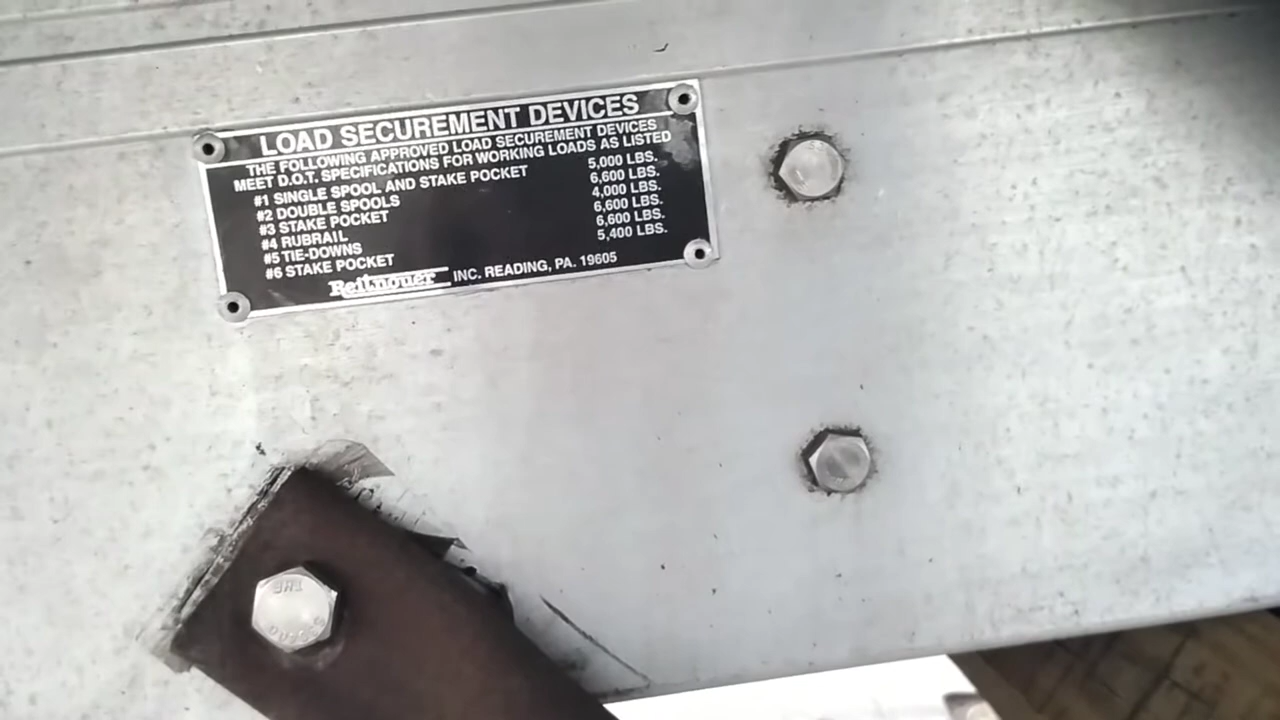 LOAD SECUREMENT DEVICES
THE FOLLOWING APPROVED LOAD SECUREMENT DEVICES
MEET D.O.T. SPECIFICATIONS FOR WORKING LOADS AS LISTED
#1 SINGLE SPOOL AND STAKE POCKET 5,000 LBS.
#2 DOUBLE SPOOLS 6,600 LBS.
#3 STAKE POCKET 4,000 LBS.
#4 RUBRAIL 6,600 LBS.
#5 TIE-DOWNS 6,600 LBS.
#6 STAKE POCKET 5,400 LBS.
Reitnouer INC. READING, PA. 19605
THE